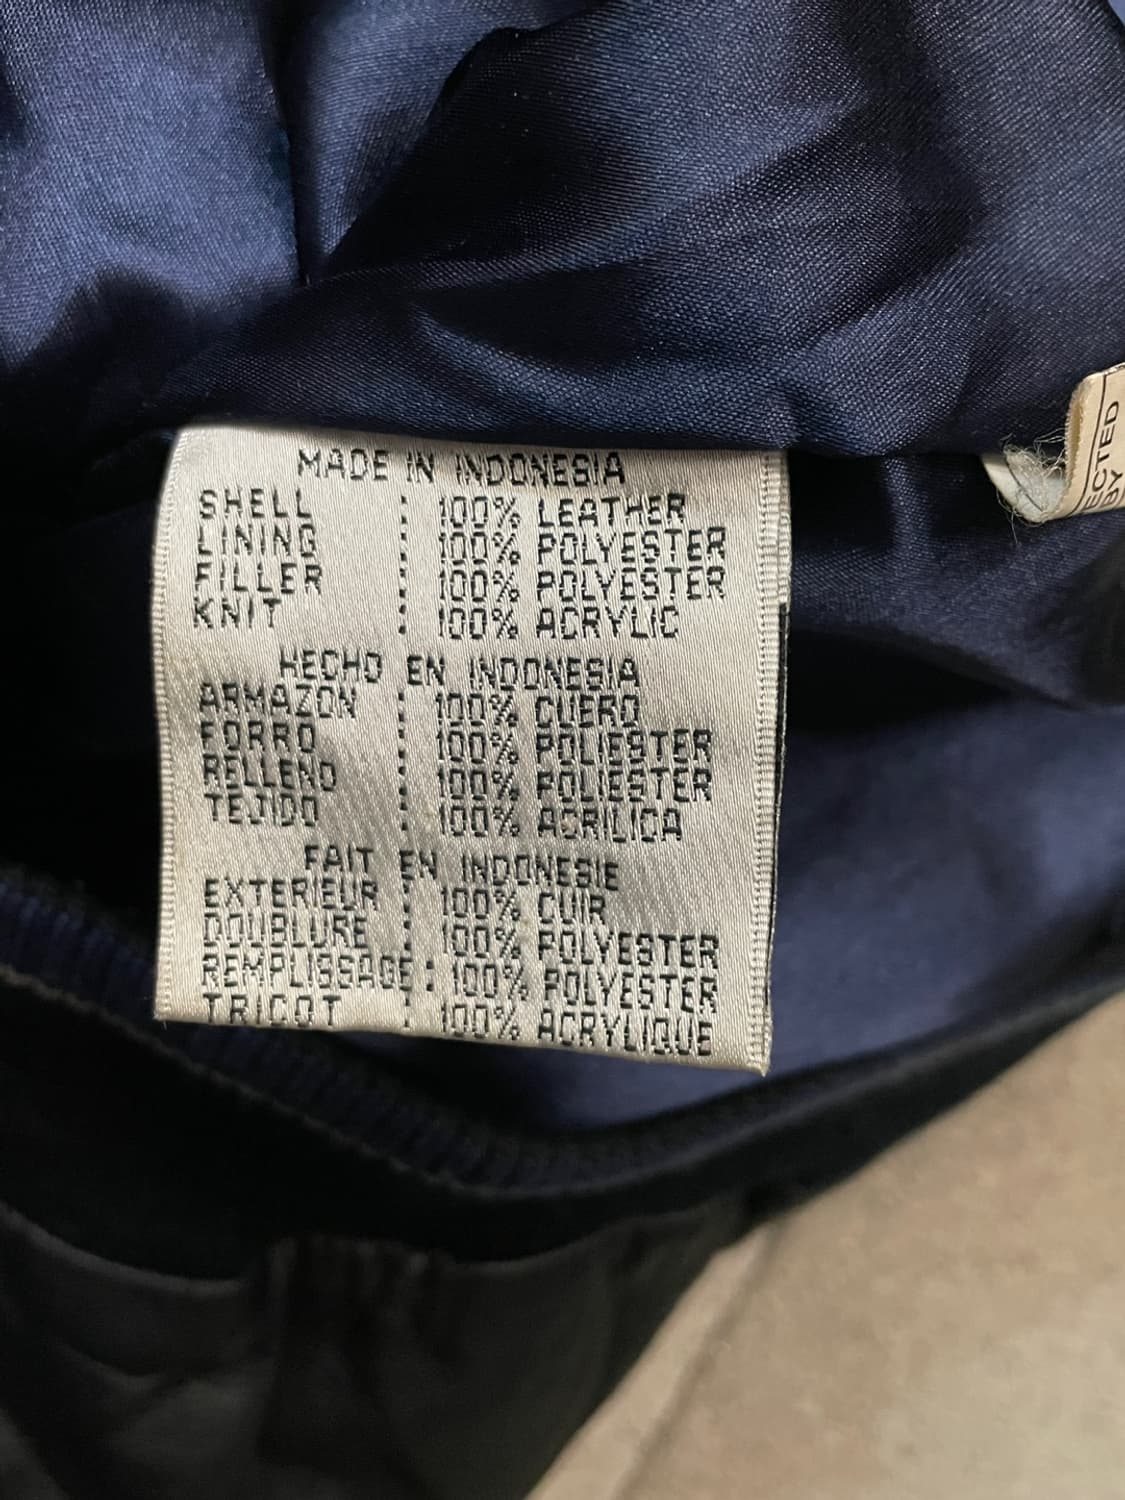 MADE IN INDONESIA
SHELL : 100% LEATHER
LINING : 100% POLYESTER
FILLER : 100% POLYESTER
KNIT : 100% ACRYLIC
HECHO EN INDONESIA
ARMAZON : 100% CUERO
FORRO : 100% POLIESTER
RELLENO : 100% POLIESTER
TEJIDO : 100% ACRILICA
FAIT EN INDONESIE
EXTERIEUR : 100% CUIR
DOUBLURE : 100% POLYESTER
REMPLISSAGE : 100% POLYESTER
TRICOT : 100% ACRYLIQUE
ECTED
BY